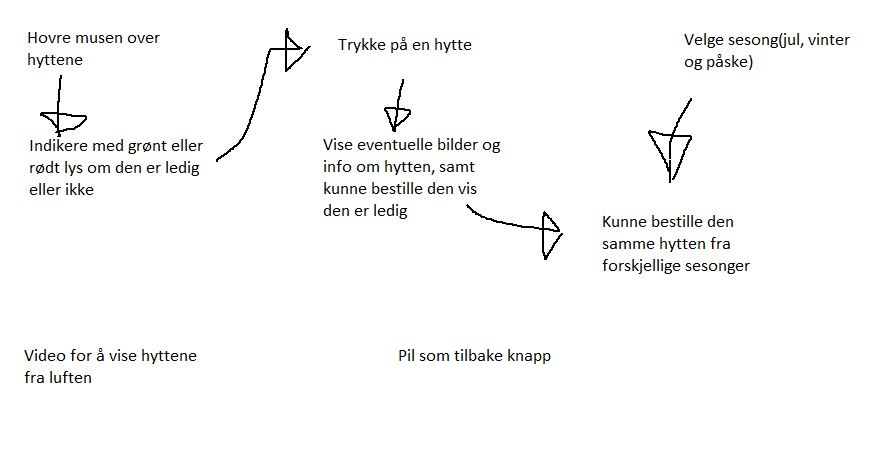 Hovre musen over
hyttene
Indikere med grønt eller
rødt lys om den er ledig
eller ikke
Trykke på en hytte
Vise eventuelle bilder og
info om hytten, samt
kunne bestille den vis
den er ledig
Velge sesong(jul, vinter
og påske)
Kunne bestille den
samme hytten fra
forskjellige sesonger
Video for å vise hyttene
fra luften
Pil som tilbake knapp